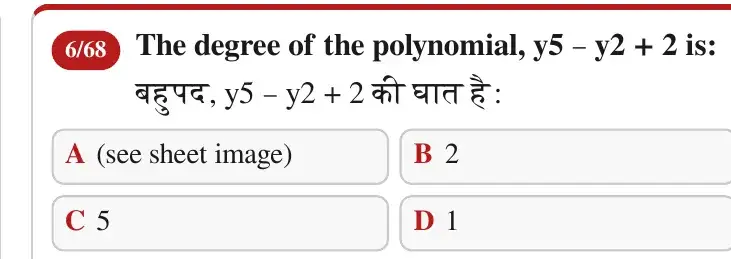 6/68 The degree of the polynomial, y5 – y2 + 2 is:
बहुपद, y5 – y2 + 2 की घात है :
A (see sheet image)
B 2
C 5
D 1